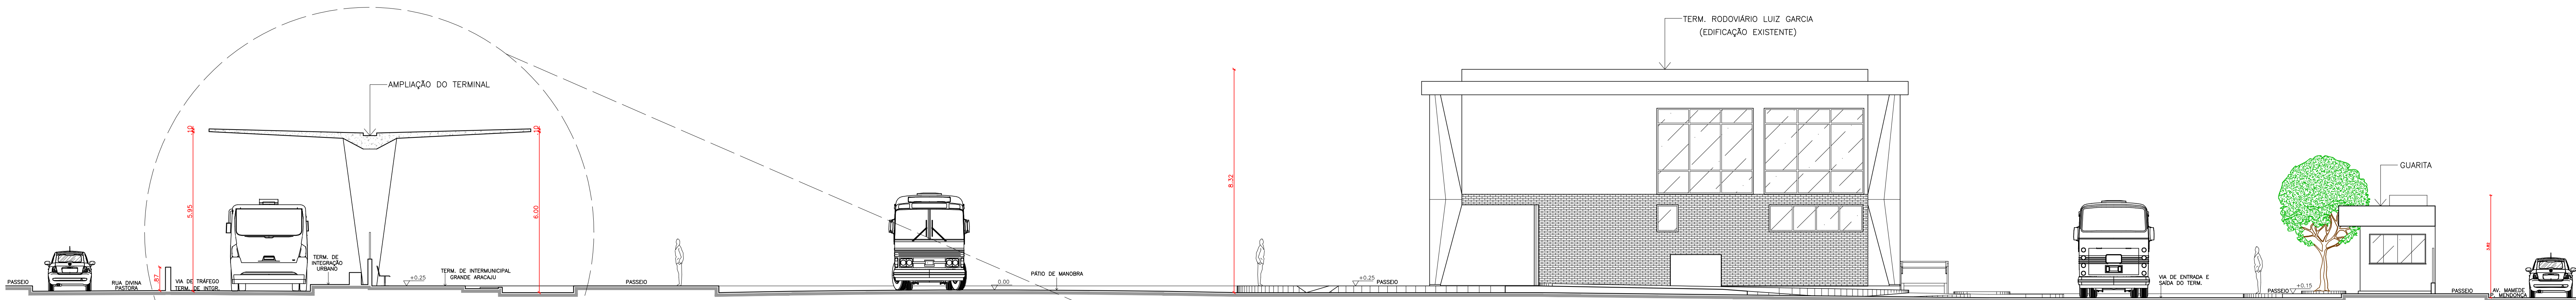 TERM. RODOVIÁRIO LUIZ GARCIA
(EDIFICAÇÃO EXISTENTE)
AMPLIAÇÃO DO TERMINAL
10
10
5.95
6.00
8.32
GUARITA
.87
PASSEIO
RUA DIVINA
PASTORA
VIA DE TRÁFEGO
TERM. DE INTGR.
TERM. DE
INTEGRAÇÃO
URBANO
+0.25
TERM. DE INTERMUNICIPAL
GRANDE ARACAJU
PASSEIO
0.00
PÁTIO DE MANOBRA
+0.25
PASSEIO
VIA DE ENTRADA E
SAÍDA DO TERM.
PASSEIO
+0.15
PASSEIO
AV. MAMEDE
P. MENDONÇA